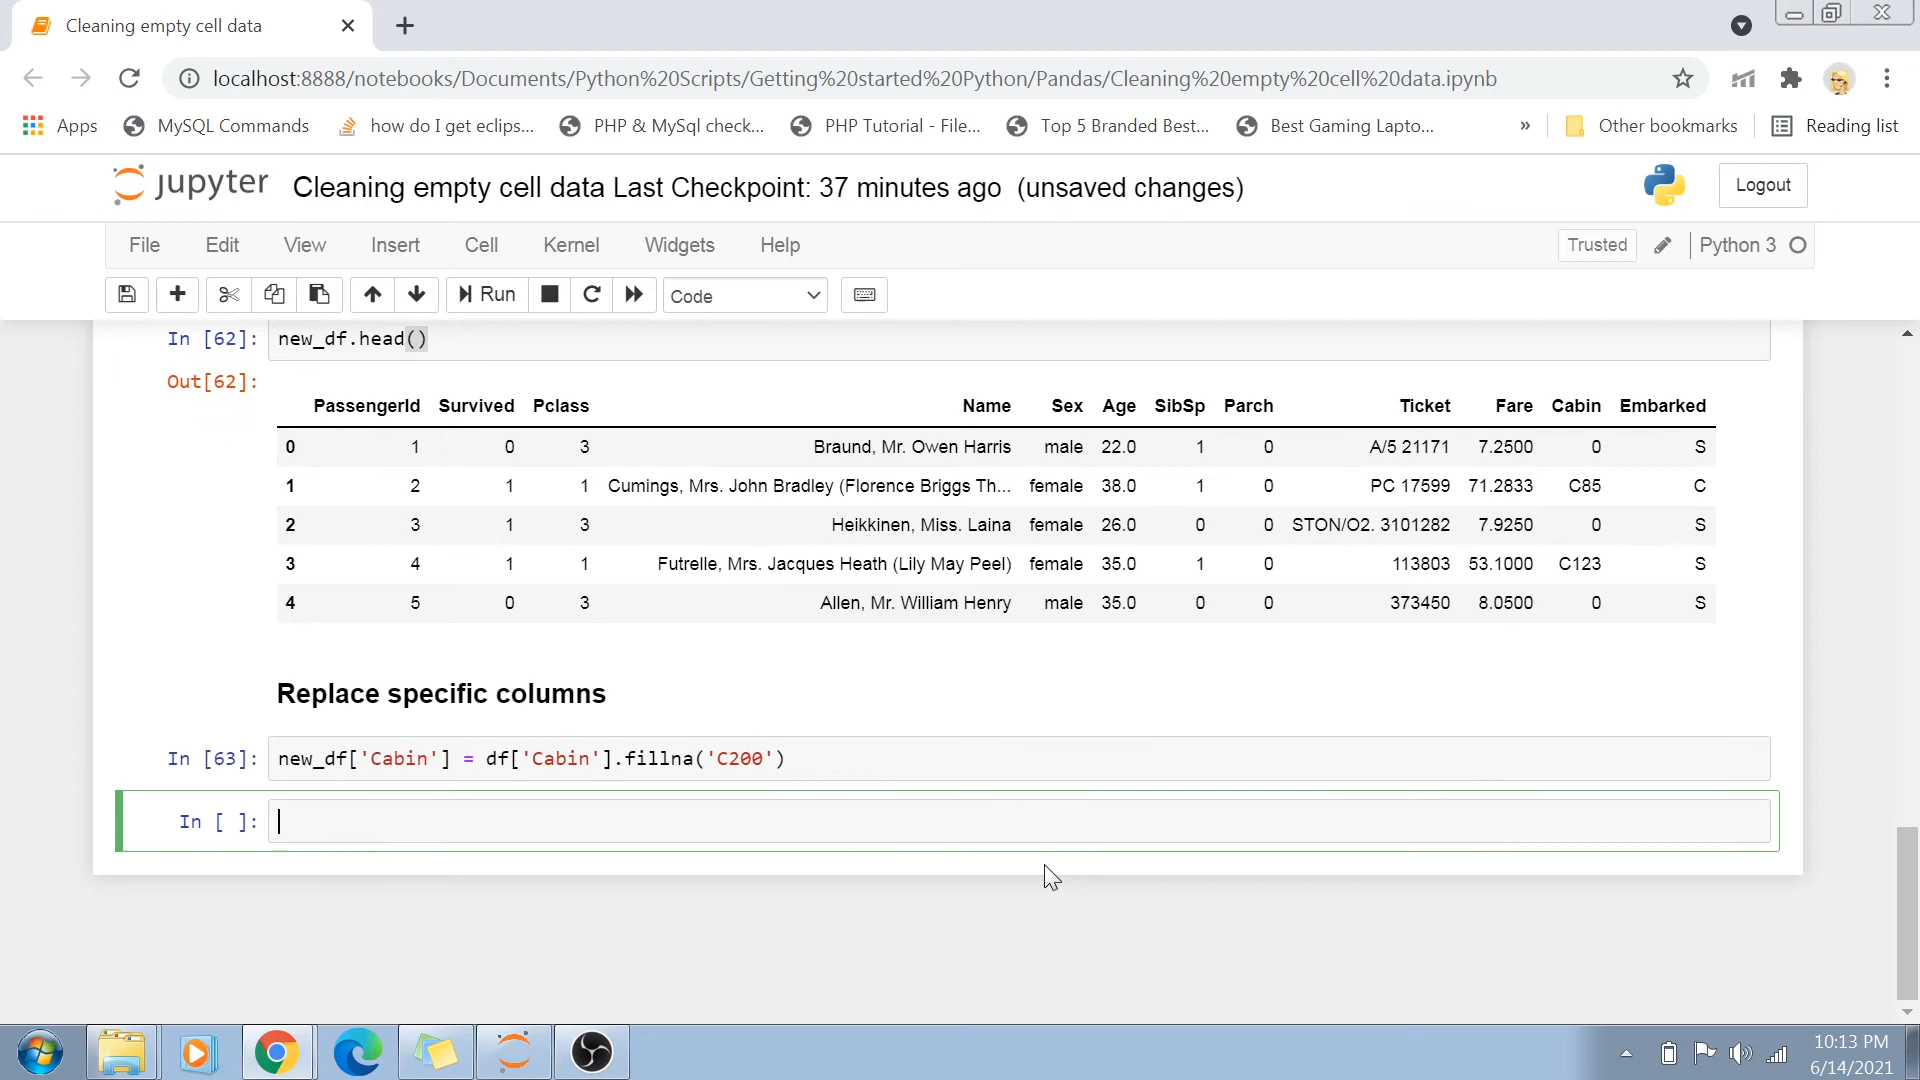 Cleaning empty cell data
localhost:8888/notebooks/Documents/Python%20Scripts/Getting%20started%20Python/Pandas/Cleaning%20empty%20cell%20data.ipynb
Apps MySQL Commands how do I get eclips... PHP & MySql check... PHP Tutorial - File... Top 5 Branded Best... Best Gaming Lapto... » Other bookmarks Reading list
jupyter Cleaning empty cell data Last Checkpoint: 37 minutes ago (unsaved changes) Logout
File Edit View Insert Cell Kernel Widgets Help Trusted Python 3
Run Code
In [62]: new_df.head()
Out[62]:
PassengerId Survived Pclass Name Sex Age SibSp Parch Ticket Fare Cabin Embarked
0 1 0 3 Braund, Mr. Owen Harris male 22.0 1 0 A/5 21171 7.2500 0 S
1 2 1 1 Cumings, Mrs. John Bradley (Florence Briggs Th... female 38.0 1 0 PC 17599 71.2833 C85 C
2 3 1 3 Heikkinen, Miss. Laina female 26.0 0 0 STON/O2. 3101282 7.9250 0 S
3 4 1 1 Futrelle, Mrs. Jacques Heath (Lily May Peel) female 35.0 1 0 113803 53.1000 C123 S
4 5 0 3 Allen, Mr. William Henry male 35.0 0 0 373450 8.0500 0 S
Replace specific columns
In [63]: new_df['Cabin'] = df['Cabin'].fillna('C200')
In [ ]:
10:13 PM
6/14/2021